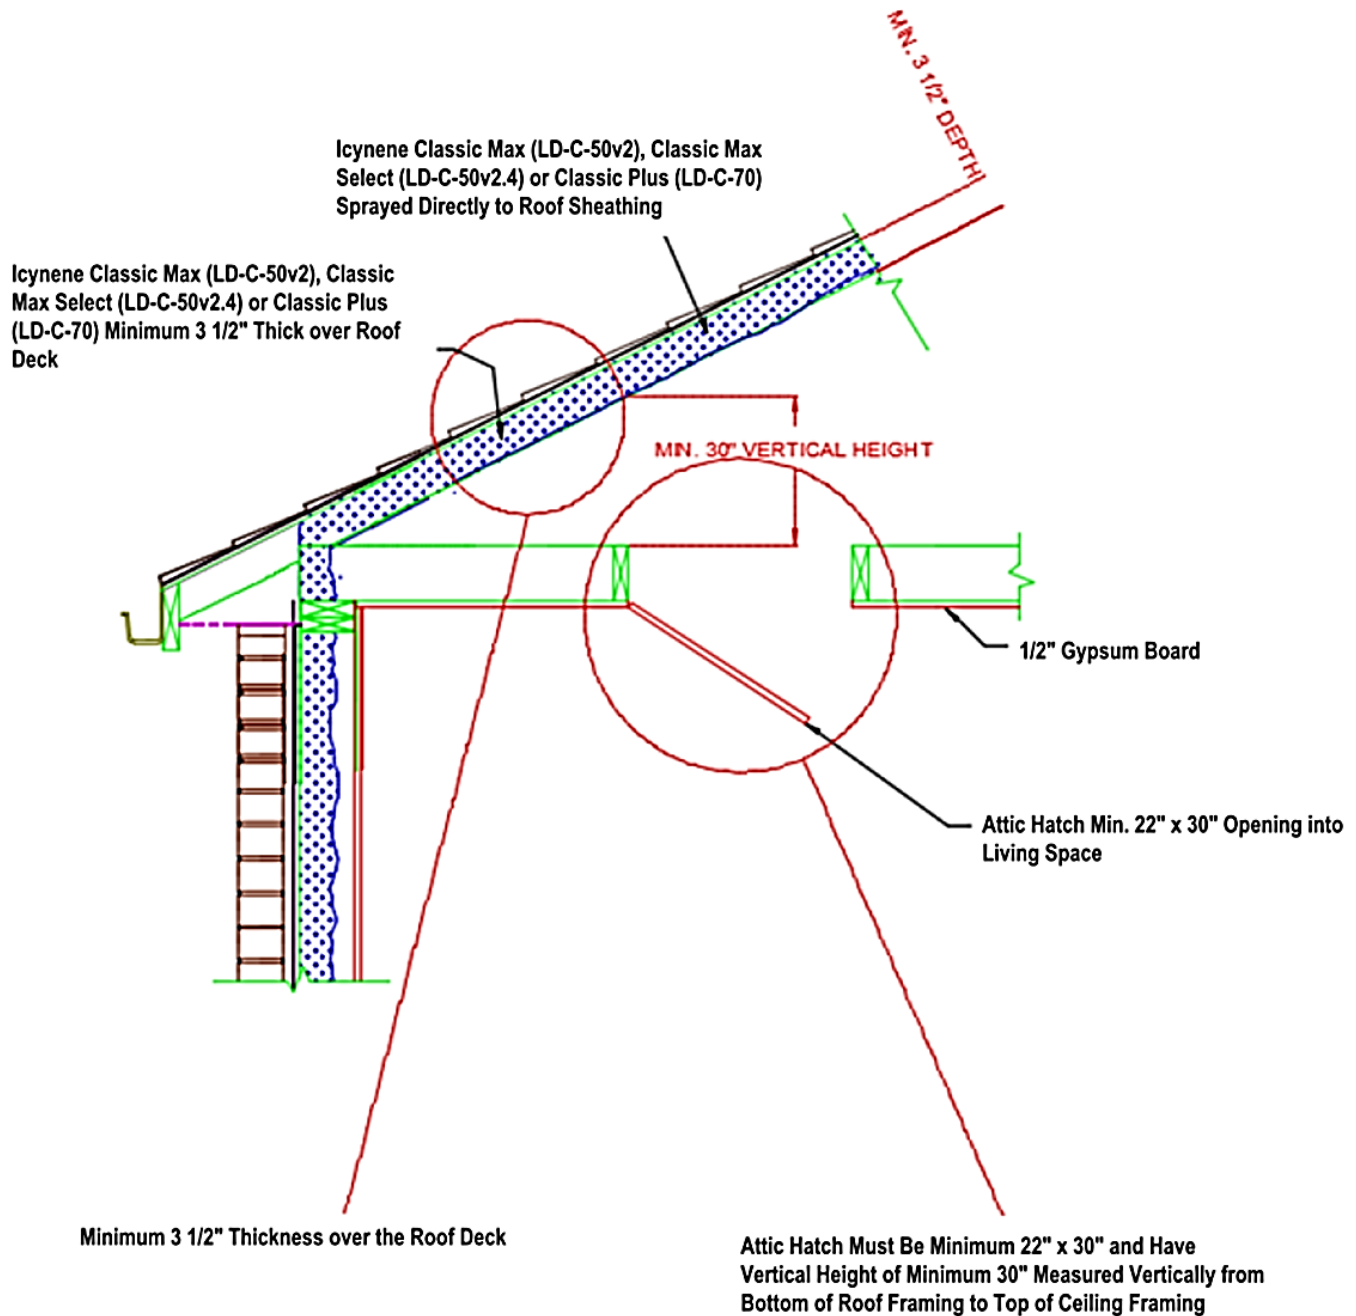 MIN. 3 1/2" DEPTH
Icynene Classic Max (LD-C-50v2), Classic Max
Select (LD-C-50v2.4) or Classic Plus (LD-C-70)
Sprayed Directly to Roof Sheathing
Icynene Classic Max (LD-C-50v2), Classic
Max Select (LD-C-50v2.4) or Classic Plus
(LD-C-70) Minimum 3 1/2" Thick over Roof
Deck
MIN. 30" VERTICAL HEIGHT
1/2" Gypsum Board
Attic Hatch Min. 22" x 30" Opening into
Living Space
Minimum 3 1/2" Thickness over the Roof Deck
Attic Hatch Must Be Minimum 22" x 30" and Have
Vertical Height of Minimum 30" Measured Vertically from
Bottom of Roof Framing to Top of Ceiling Framing